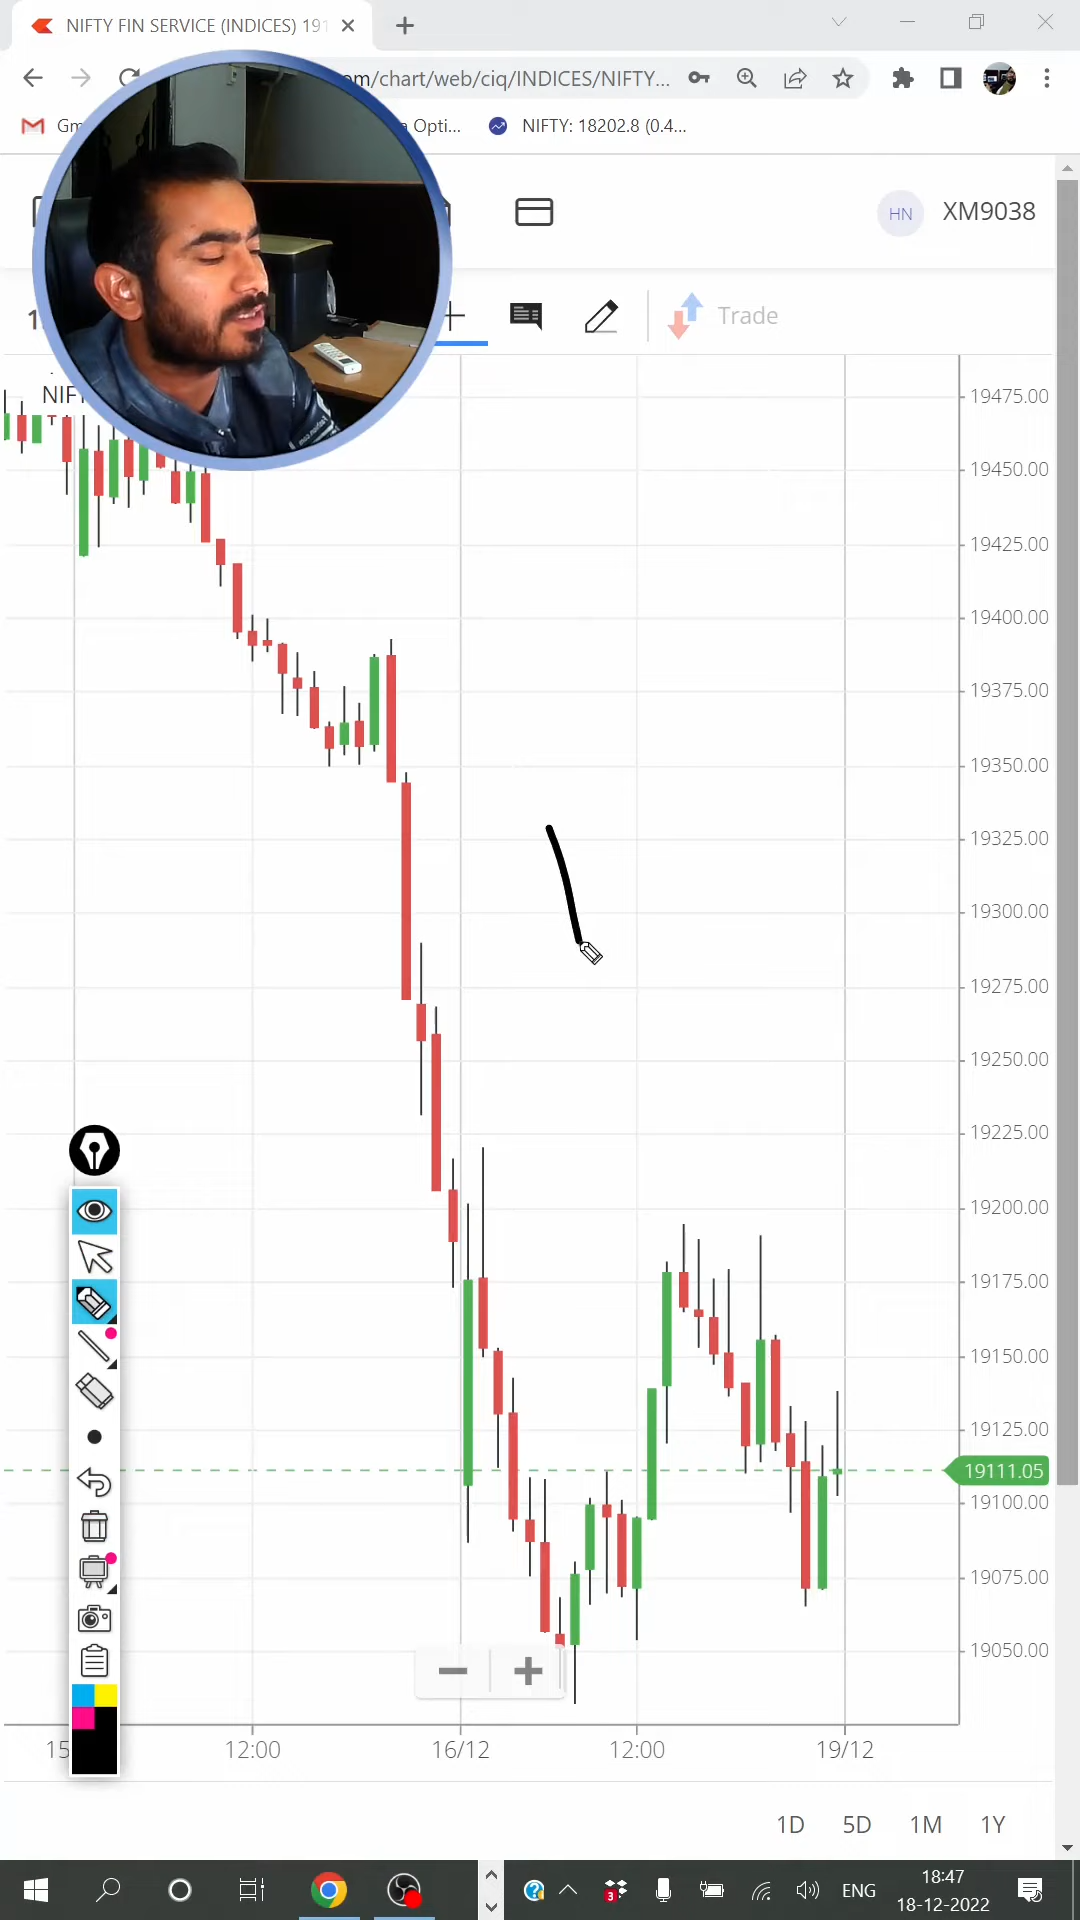 NIFTY FIN SERVICE (INDICES) 191
om/chart/web/ciq/INDICES/NIFTY...
Gm
Opti...
NIFTY: 18202.8 (0.4...
HN
XM9038
Trade
NIF
19475.00
19450.00
19425.00
19400.00
19375.00
19350.00
19325.00
19300.00
19275.00
19250.00
19225.00
19200.00
19175.00
19150.00
19125.00
19111.05
19100.00
19075.00
19050.00
15
12:00
16/12
12:00
19/12
1D
5D
1M
1Y
3
ENG
18:47
18-12-2022